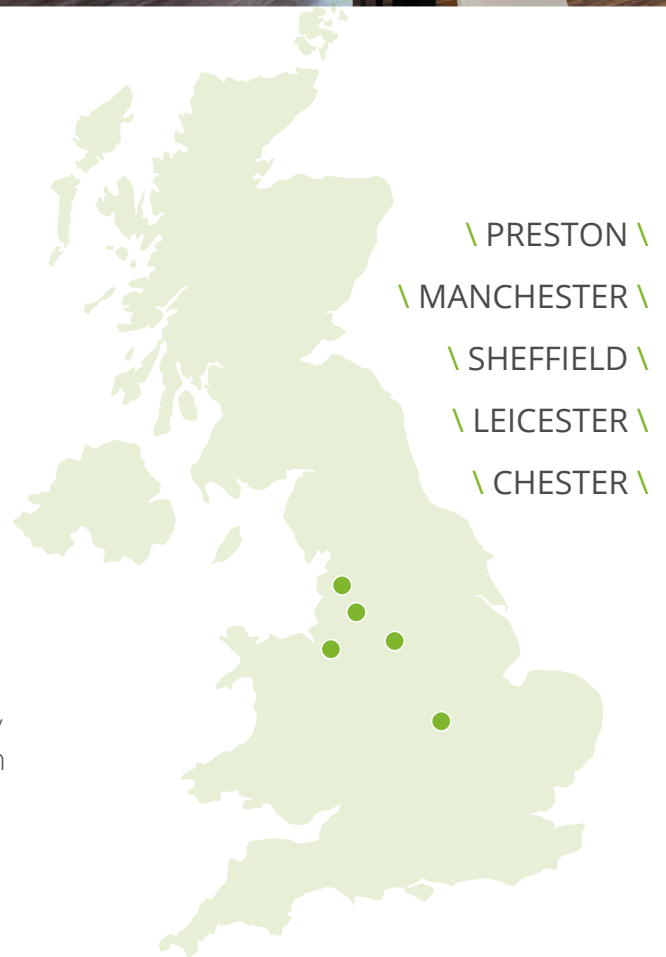 \ PRESTON \
\ MANCHESTER \
\ SHEFFIELD \
\ LEICESTER \
\ CHESTER \